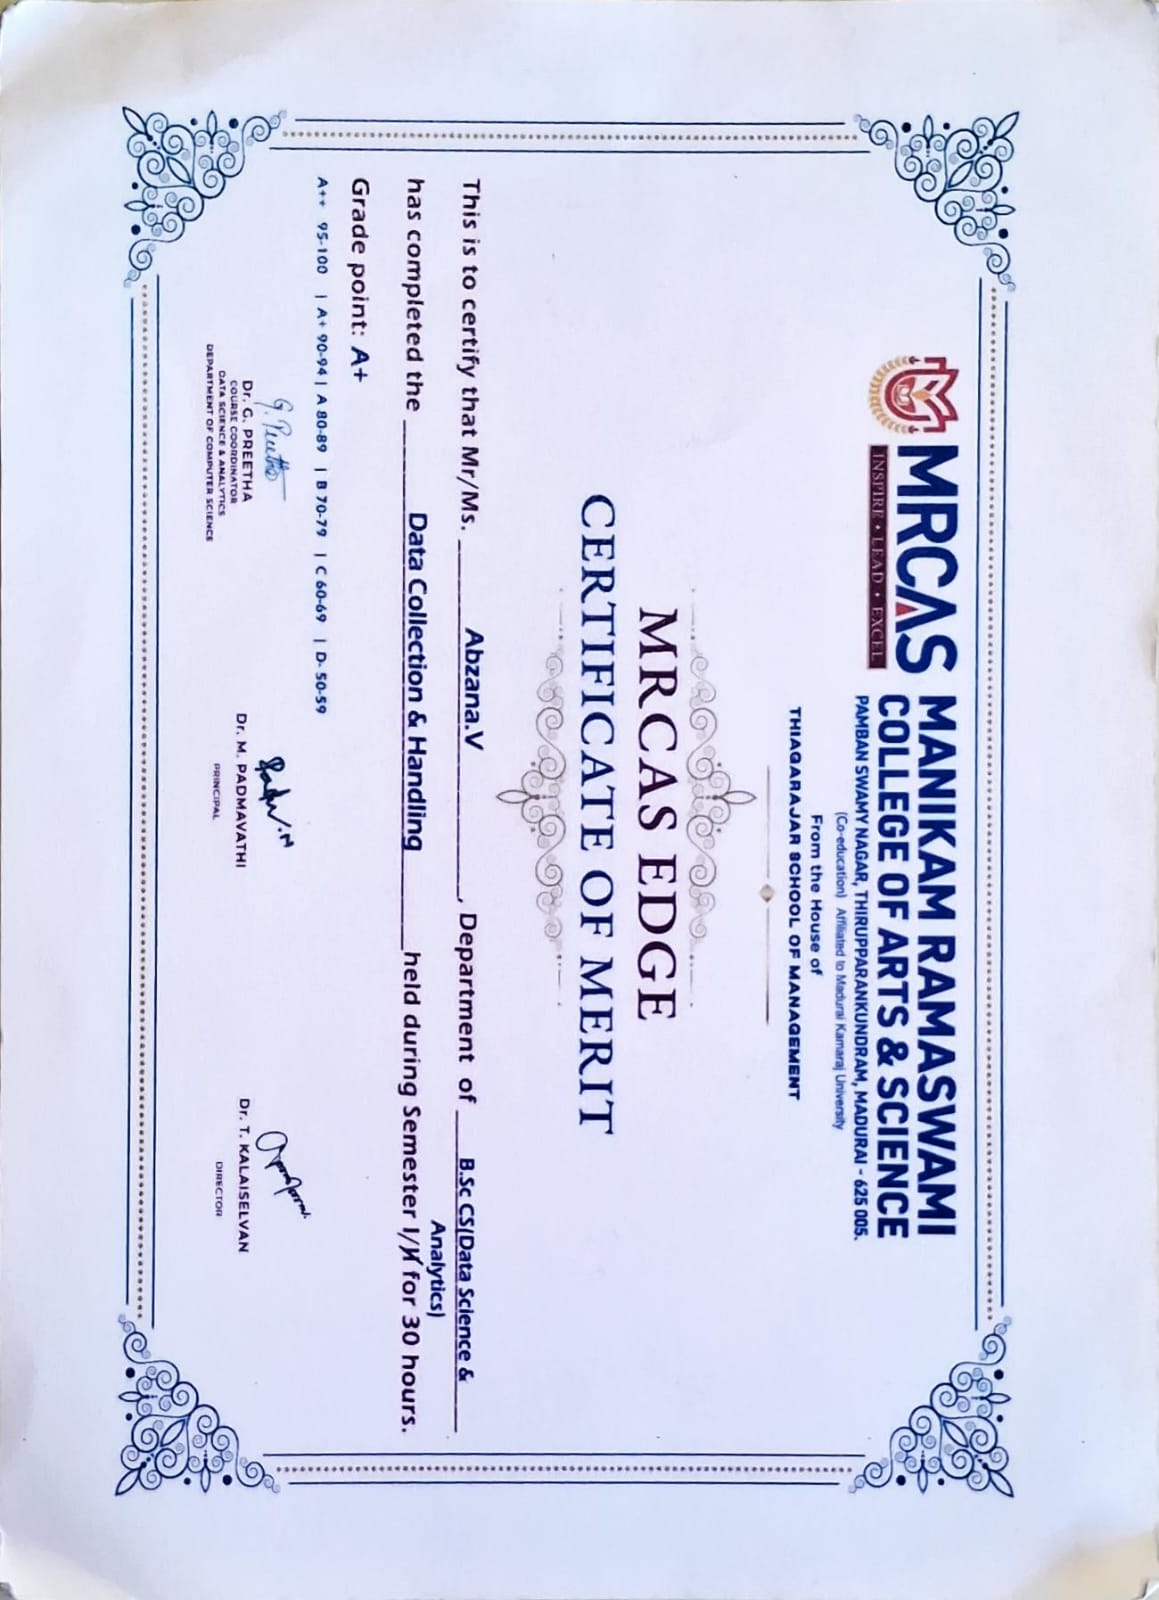 MRCAS
INSPIRE • LEAD • EXCEL
MANIKAM RAMASWAMI
COLLEGE OF ARTS & SCIENCE
PAMBAN SWAMY NAGAR, THIRUPPARANKUNDRAM, MADURAI - 625 005.
(Co-education) Affiliated to Madurai Kamaraj University
From the House of
THIAGARAJAR SCHOOL OF MANAGEMENT
MRCAS EDGE
CERTIFICATE OF MERIT
This is to certify that Mr/Ms. Abzana.V, Department of B.Sc CS(Data Science &
Analytics)
has completed the Data Collection & Handling held during Semester I/II for 30 hours.
Grade point: A+
A++ 95-100 | A+ 90-94 | A 80-89 | B 70-79 | C 60-69 | D- 50-59
G. Preetha
Dr. G. PREETHA
COURSE COORDINATOR
DATA SCIENCE & ANALYTICS
DEPARTMENT OF COMPUTER SCIENCE
Dr. M. PADMAVATHI
PRINCIPAL
Dr. T. KALAISELVAN
DIRECTOR